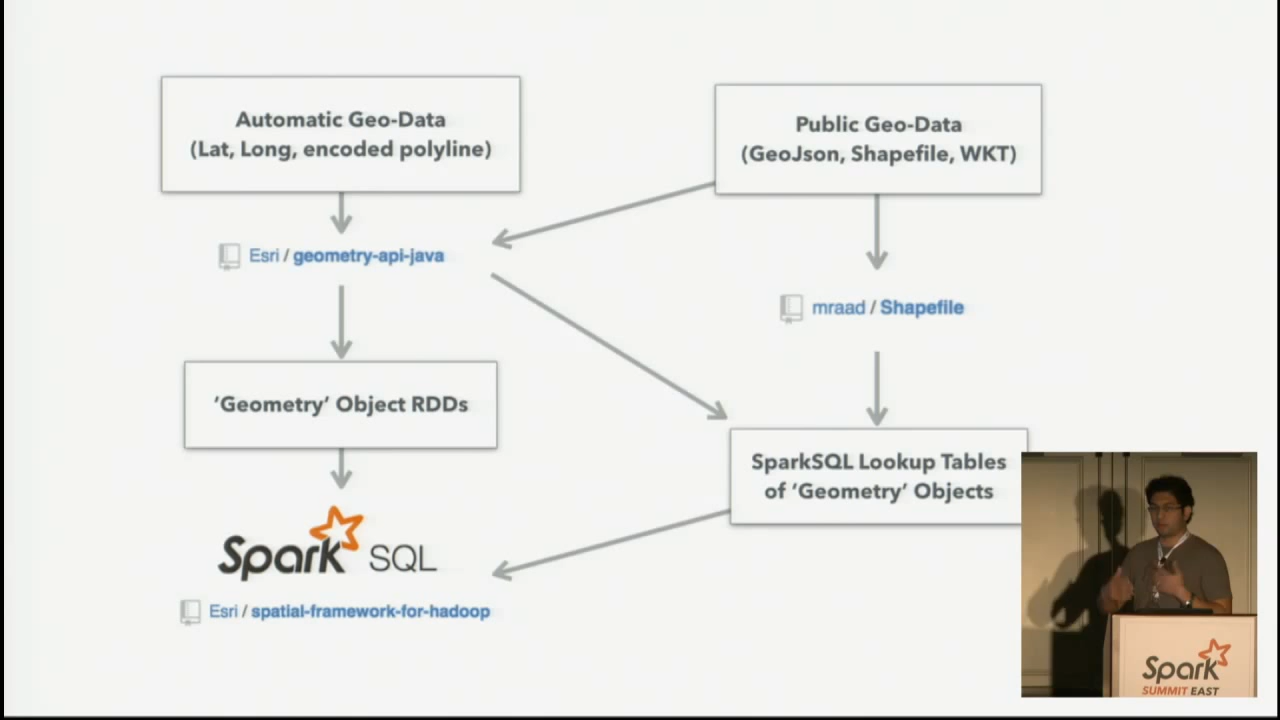 Automatic Geo-Data
(Lat, Long, encoded polyline)
Public Geo-Data
(GeoJson, Shapefile, WKT)
Esri / geometry-api-java
mraad / Shapefile
‘Geometry’ Object RDDs
SparkSQL Lookup Tables
of ‘Geometry’ Objects
Spark SQL
Esri / spatial-framework-for-hadoop
Spark
SUMMIT EAST